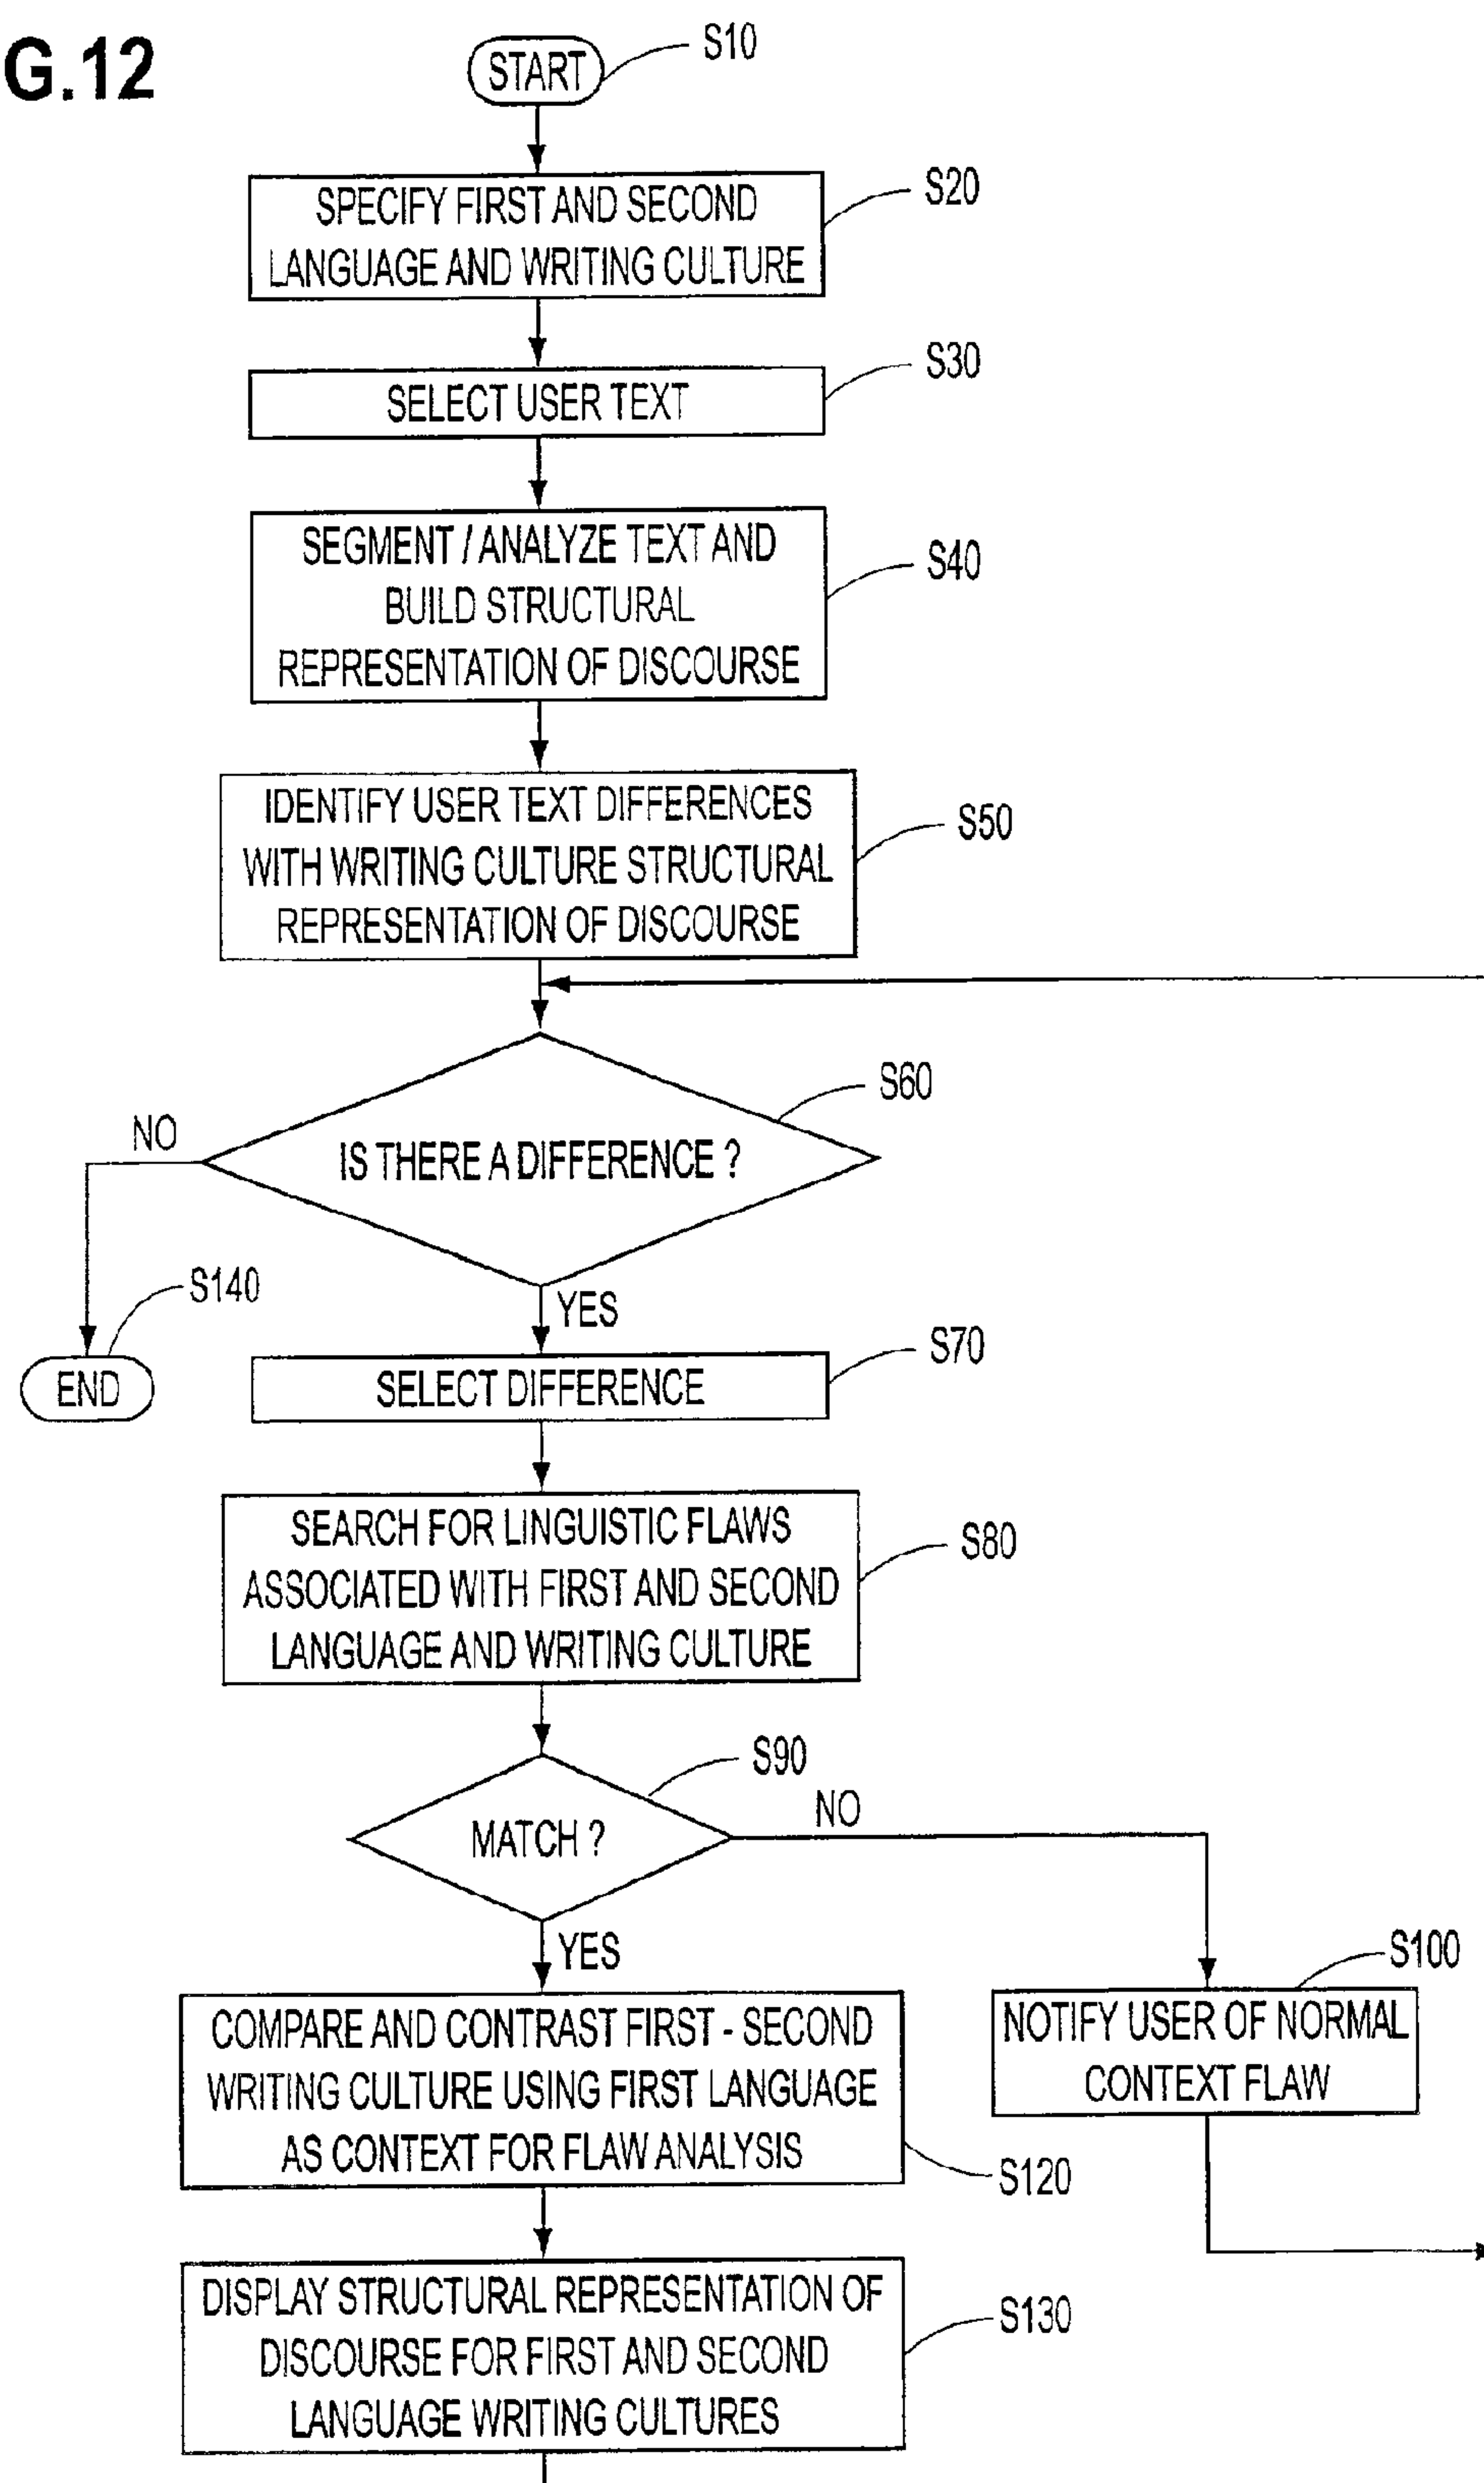 G.12
START
S10
SPECIFY FIRST AND SECOND
LANGUAGE AND WRITING CULTURE
S20
SELECT USER TEXT
S30
SEGMENT / ANALYZE TEXT AND
BUILD STRUCTURAL
REPRESENTATION OF DISCOURSE
S40
IDENTIFY USER TEXT DIFFERENCES
WITH WRITING CULTURE STRUCTURAL
REPRESENTATION OF DISCOURSE
S50
IS THERE A DIFFERENCE ?
S60
NO
END
S140
YES
SELECT DIFFERENCE
S70
SEARCH FOR LINGUISTIC FLAWS
ASSOCIATED WITH FIRST AND SECOND
LANGUAGE AND WRITING CULTURE
S80
MATCH ?
S90
NO
YES
NOTIFY USER OF NORMAL
CONTEXT FLAW
S100
COMPARE AND CONTRAST FIRST - SECOND
WRITING CULTURE USING FIRST LANGUAGE
AS CONTEXT FOR FLAW ANALYSIS
S120
DISPLAY STRUCTURAL REPRESENTATION OF
DISCOURSE FOR FIRST AND SECOND
LANGUAGE WRITING CULTURES
S130